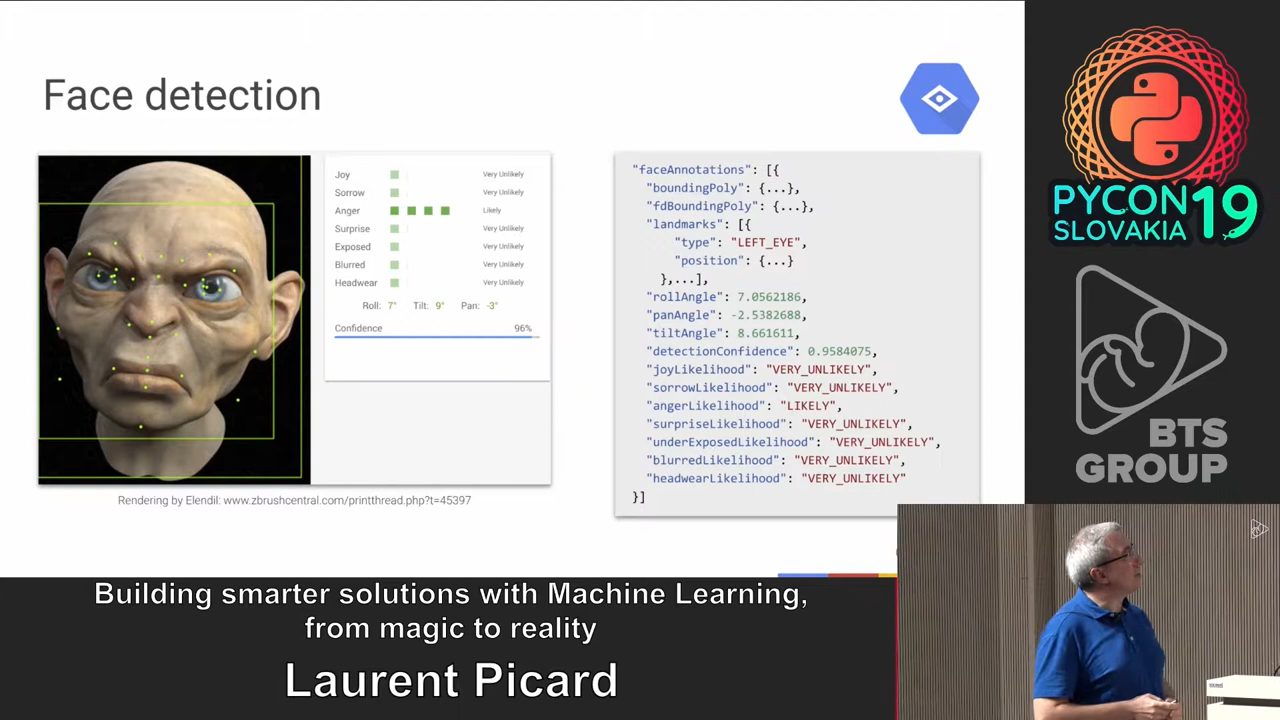 Face detection
Joy Very Unlikely
Sorrow Very Unlikely
Anger Likely
Surprise Very Unlikely
Exposed Very Unlikely
Blurred Very Unlikely
Headwear Very Unlikely
Roll: 7° Tilt: 9° Pan: -3°
Confidence 96%
Rendering by Elendil: www.zbrushcentral.com/printthread.php?t=45397
"faceAnnotations": [{
"boundingPoly": {...},
"fdBoundingPoly": {...},
"landmarks": [{
"type": "LEFT_EYE",
"position": {...}
},...],
"rollAngle": 7.0562186,
"panAngle": -2.5382688,
"tiltAngle": 8.661611,
"detectionConfidence": 0.9584075,
"joyLikelihood": "VERY_UNLIKELY",
"sorrowLikelihood": "VERY_UNLIKELY",
"angerLikelihood": "LIKELY",
"surpriseLikelihood": "VERY_UNLIKELY",
"underExposedLikelihood": "VERY_UNLIKELY",
"blurredLikelihood": "VERY_UNLIKELY",
"headwearLikelihood": "VERY_UNLIKELY"
}]
PYCON
SLOVAKIA 19
BTS
GROUP
Building smarter solutions with Machine Learning,
from magic to reality
Laurent Picard